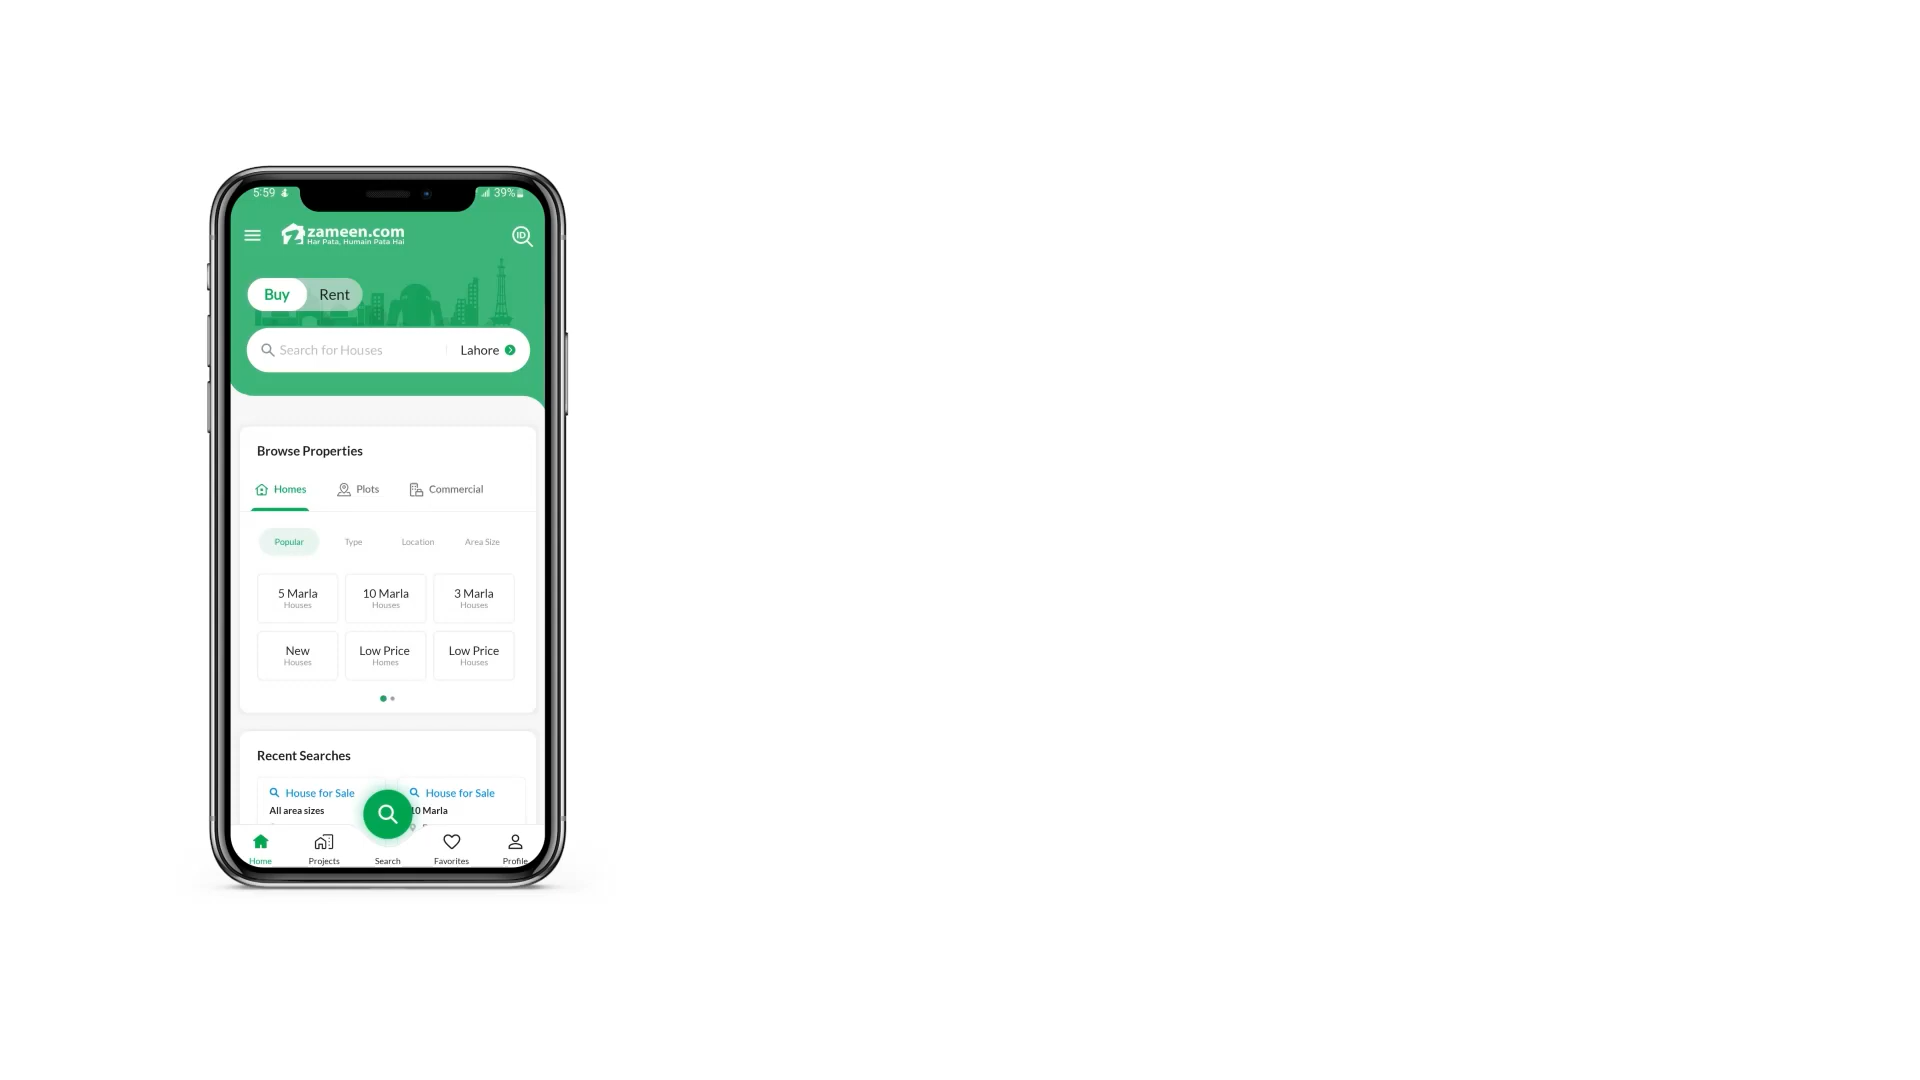 5:59
39%
zameen.com
Har Pata, Humain Pata Hai
ID
Buy Rent
Search for Houses Lahore
Browse Properties
Homes Plots Commercial
Popular Type Location Area Size
5 Marla 10 Marla 3 Marla
Houses Houses Houses
New Low Price Low Price
Houses Homes Houses
Recent Searches
House for Sale House for Sale
All area sizes 10 Marla
Home Projects Search Favorites Profile